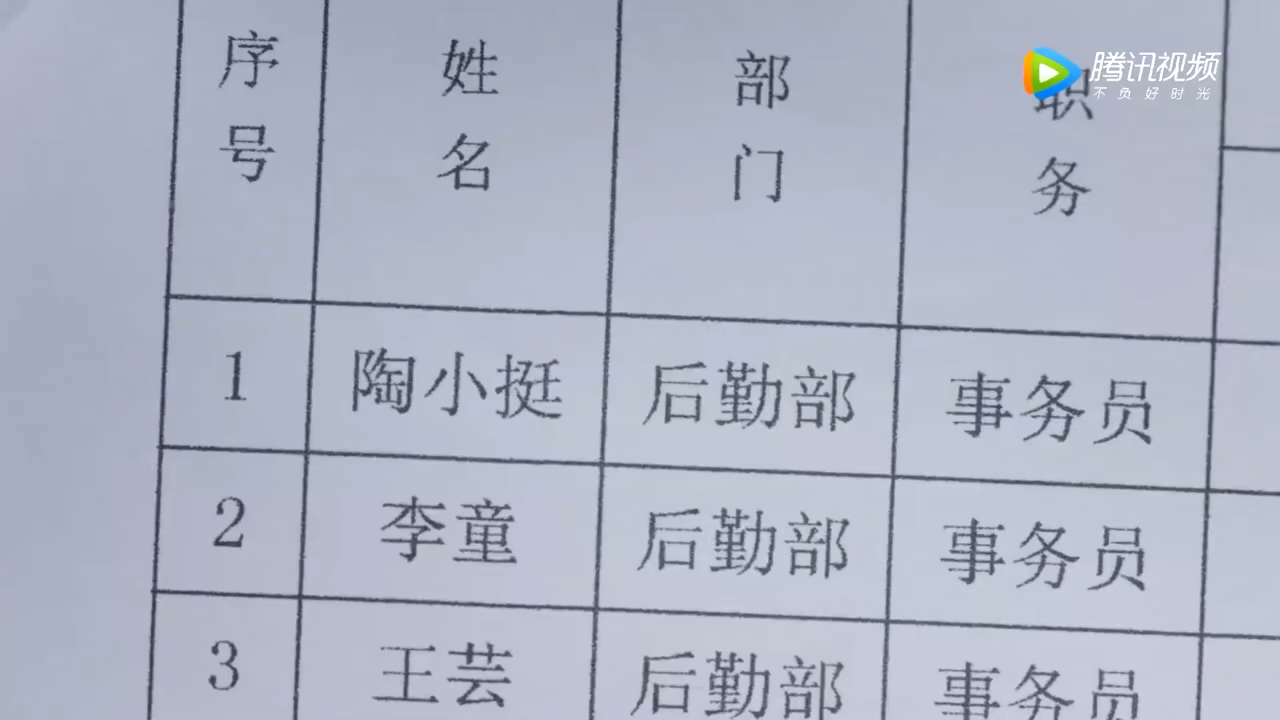 序号 姓名 部门 职务
腾讯视频
不负好时光
1 陶小挺 后勤部 事务员
2 李童 后勤部 事务员
3 王芸 后勤部 事务员